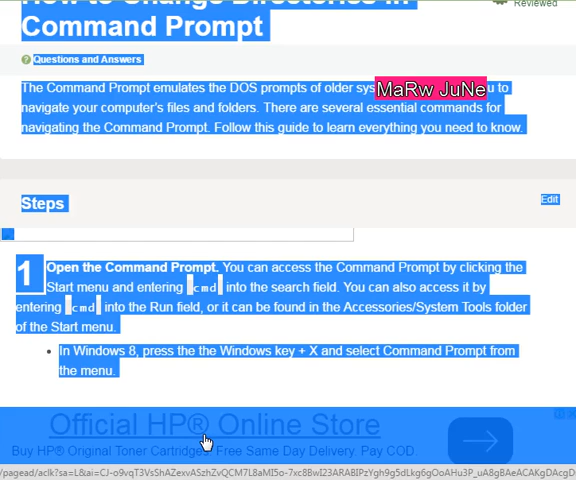 How to Change Directories in
Reviewed
Command Prompt
Questions and Answers
The Command Prompt emulates the DOS prompts of older sys MaRw JuNe u to
navigate your computer's files and folders. There are several essential commands for
navigating the Command Prompt. Follow this guide to learn everything you need to know.
Steps
Edit
1 Open the Command Prompt. You can access the Command Prompt by clicking the
Start menu and entering cmd into the search field. You can also access it by
entering cmd into the Run field, or it can be found in the Accessories/System Tools folder
of the Start menu.
• In Windows 8, press the the Windows key + X and select Command Prompt from
the menu.
Official HP® Online Store
Buy HP® Original Toner Cartridges. Free Same Day Delivery. Pay COD.